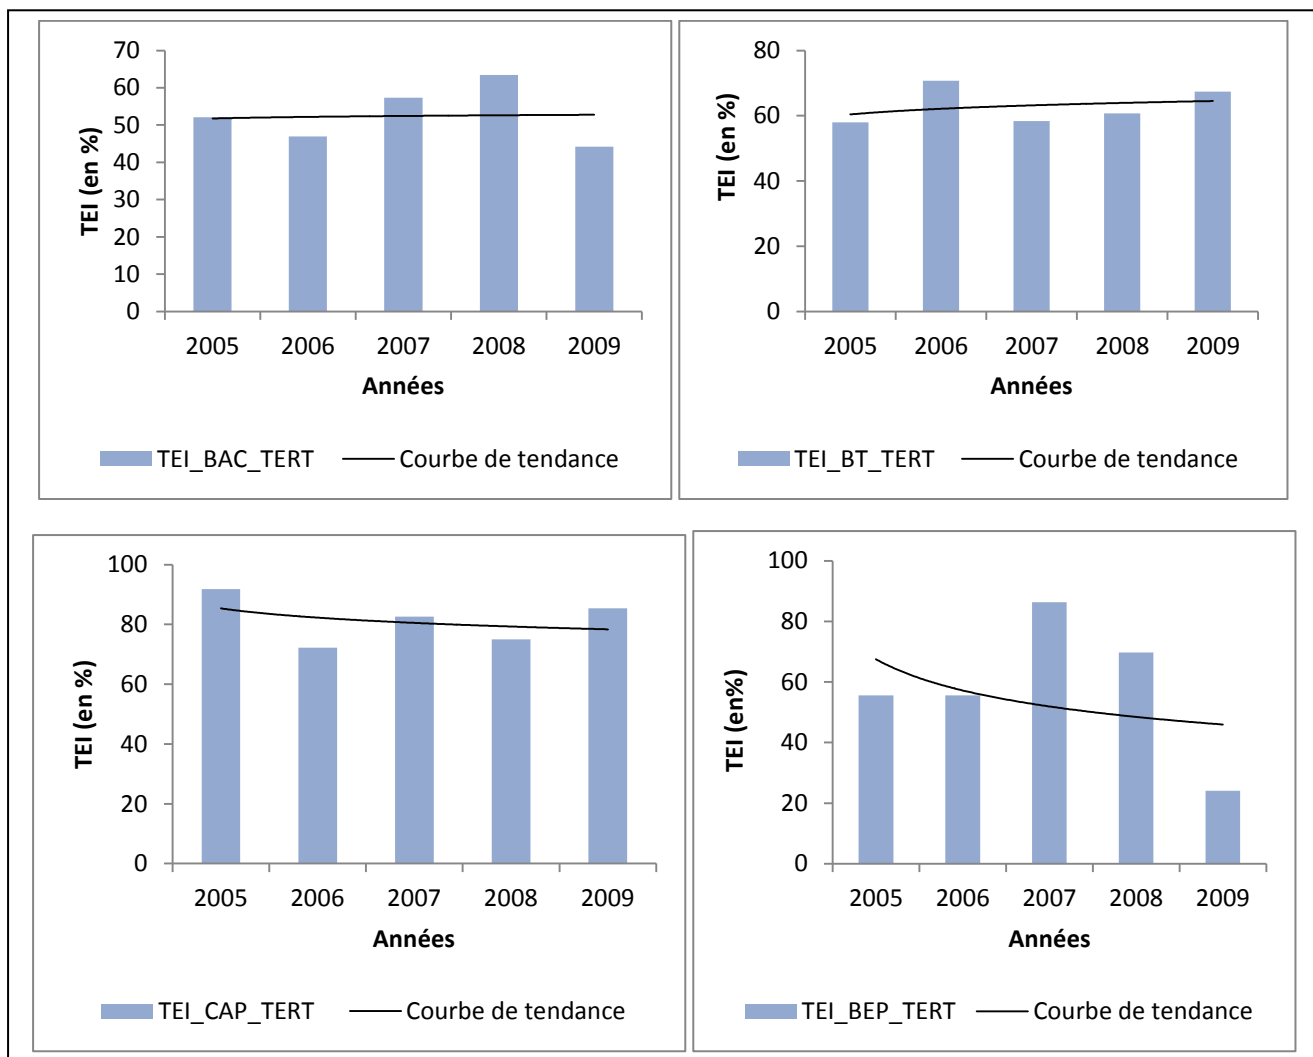 70
60
50
40
30
20
10
0
TEI (en %)
2005 2006 2007 2008 2009
Années
TEI_BAC_TERT Courbe de tendance
80
60
40
20
0
TEI (en %)
2005 2006 2007 2008 2009
Années
TEI_BT_TERT Courbe de tendance
100
80
60
40
20
0
TEI (en %)
2005 2006 2007 2008 2009
Années
TEI_CAP_TERT Courbe de tendance
100
80
60
40
20
0
TEI (en%)
2005 2006 2007 2008 2009
Années
TEI_BEP_TERT Courbe de tendance